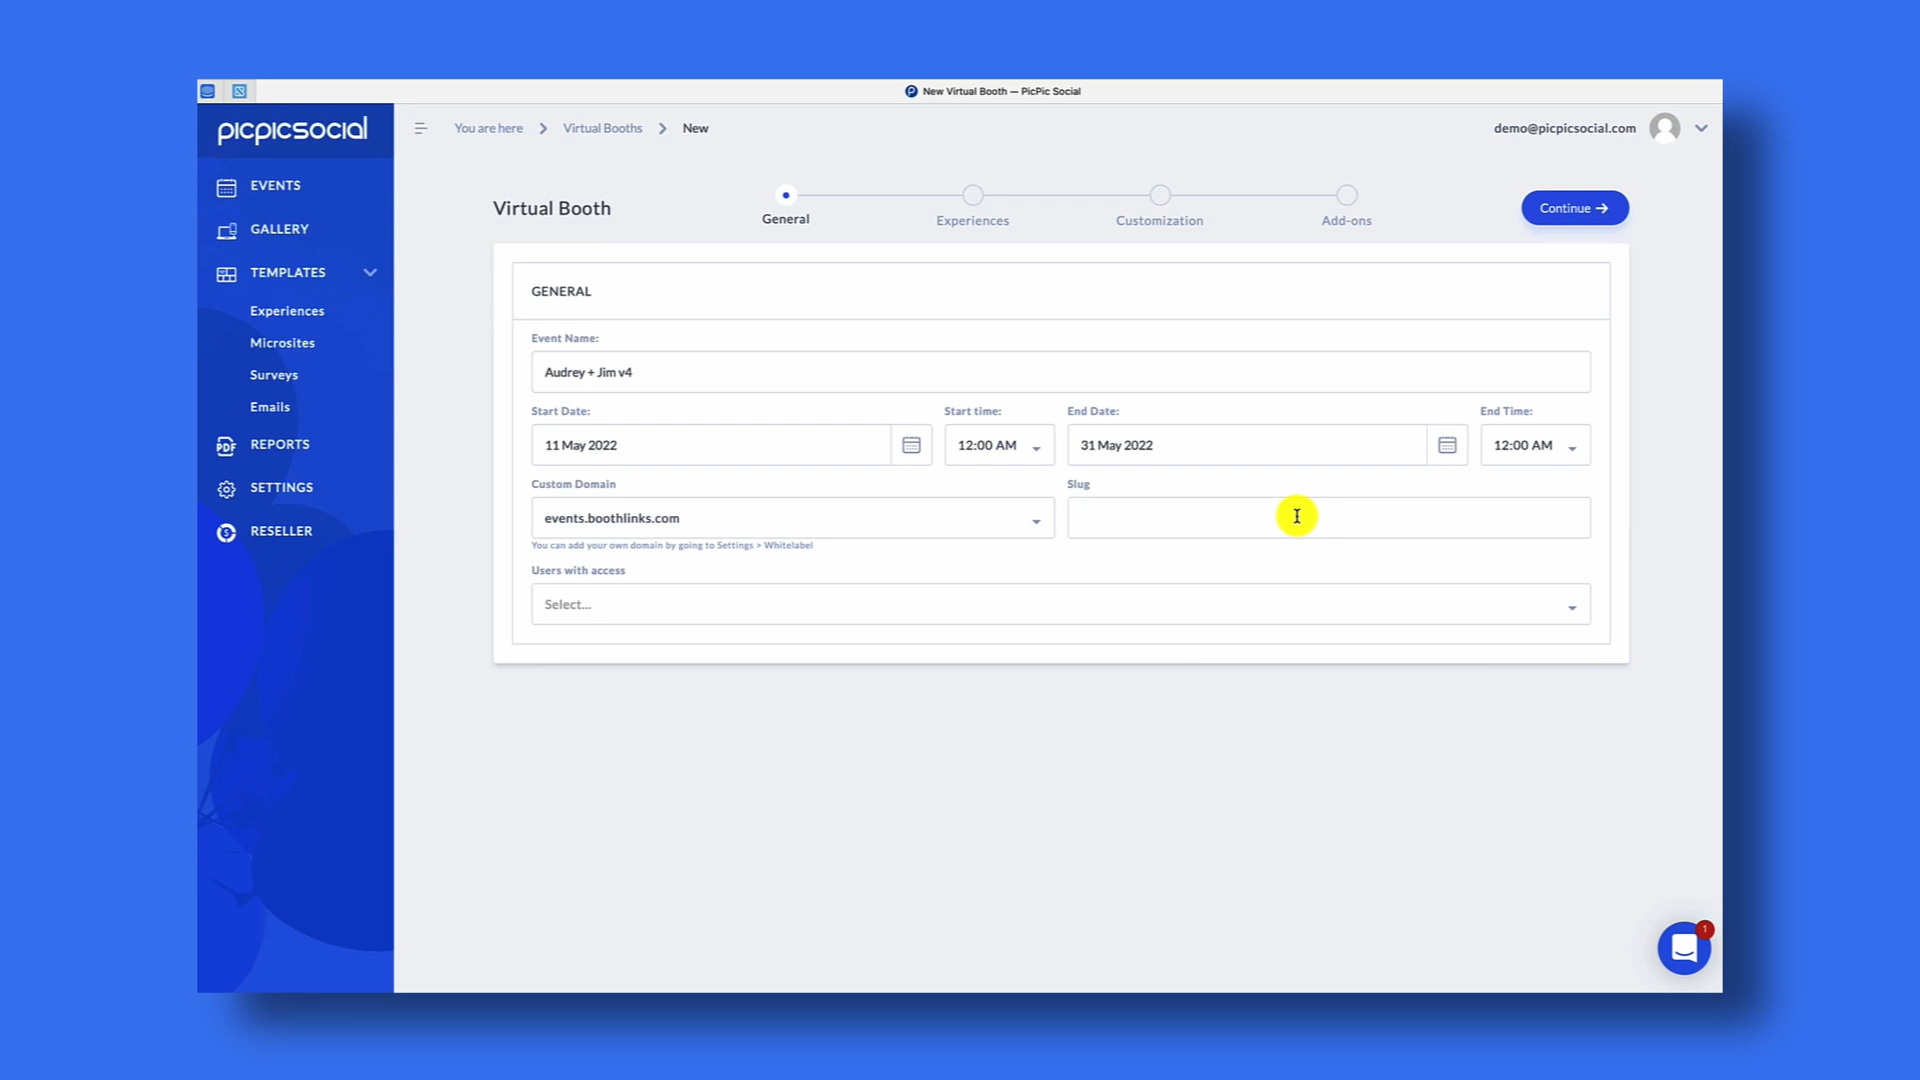 New Virtual Booth — PicPic Social
picpicsocial
You are here
Virtual Booths
New
demo@picpicsocial.com
EVENTS
GALLERY
TEMPLATES
Experiences
Microsites
Surveys
Emails
PDF
REPORTS
SETTINGS
$
RESELLER
Virtual Booth
General
Experiences
Customization
Add-ons
Continue →
GENERAL
Event Name:
Audrey + Jim v4
Start Date:
Start time:
End Date:
End Time:
11 May 2022
12:00 AM
31 May 2022
12:00 AM
Custom Domain
Slug
events.boothlinks.com
You can add your own domain by going to Settings > Whitelabel
Users with access
Select...
1